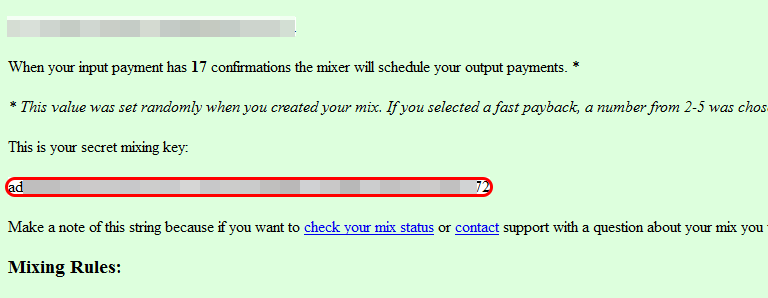 When your input payment has 17 confirmations the mixer will schedule your output payments. *
* This value was set randomly when you created your mix. If you selected a fast payback, a number from 2-5 was chos
This is your secret mixing key:
ad 72
Make a note of this string because if you want to check your mix status or contact support with a question about your mix you
Mixing Rules: